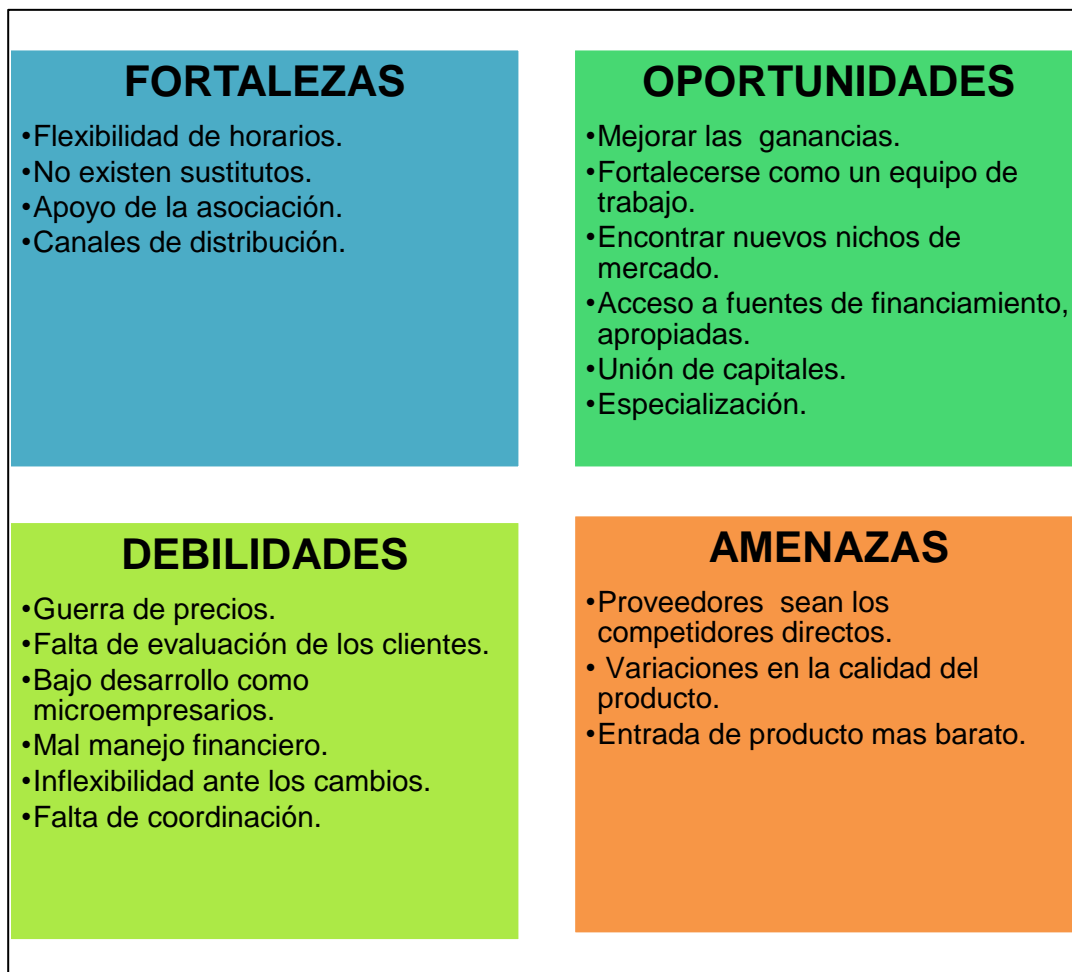 FORTALEZAS
•Flexibilidad de horarios.
•No existen sustitutos.
•Apoyo de la asociación.
•Canales de distribución.
OPORTUNIDADES
•Mejorar las  ganancias.
•Fortalecerse como un equipo de
trabajo.
•Encontrar nuevos nichos de
mercado.
•Acceso a fuentes de financiamiento,
apropiadas.
•Unión de capitales.
•Especialización.
DEBILIDADES
•Guerra de precios.
•Falta de evaluación de los clientes.
•Bajo desarrollo como
microempresarios.
•Mal manejo financiero.
•Inflexibilidad ante los cambios.
•Falta de coordinación.
AMENAZAS
•Proveedores  sean los
competidores directos.
• Variaciones en la calidad del
producto.
•Entrada de producto mas barato.